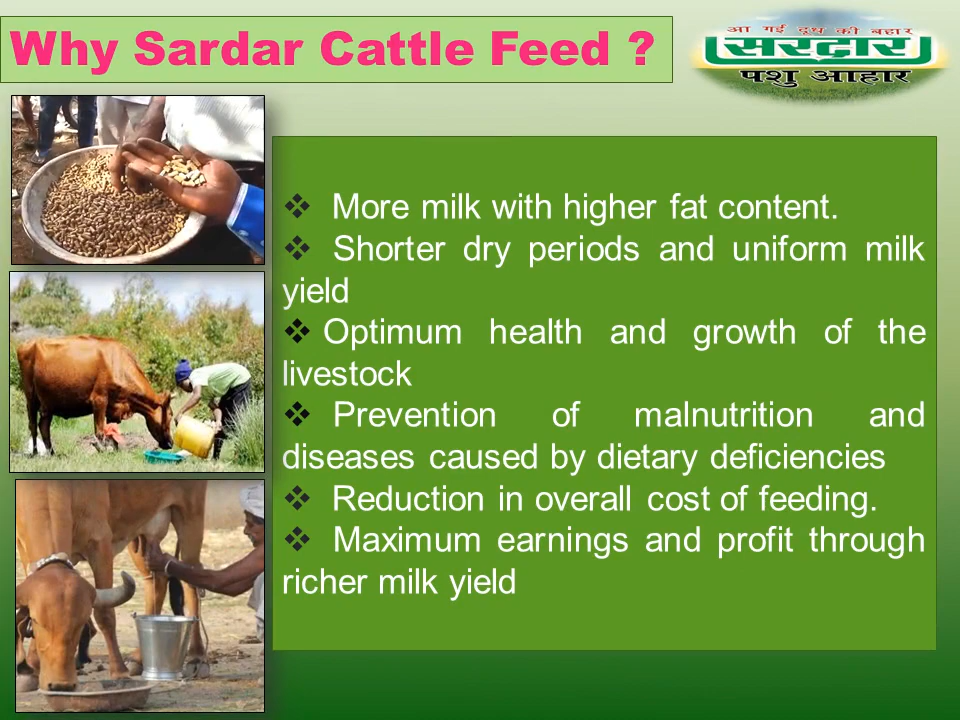 Why Sardar Cattle Feed ?
आ गई दूध की बहार
सरदार
पशु आहार
❖ More milk with higher fat content.
❖ Shorter dry periods and uniform milk
yield
❖ Optimum health and growth of the
livestock
❖ Prevention of malnutrition and
diseases caused by dietary deficiencies
❖ Reduction in overall cost of feeding.
❖ Maximum earnings and profit through
richer milk yield